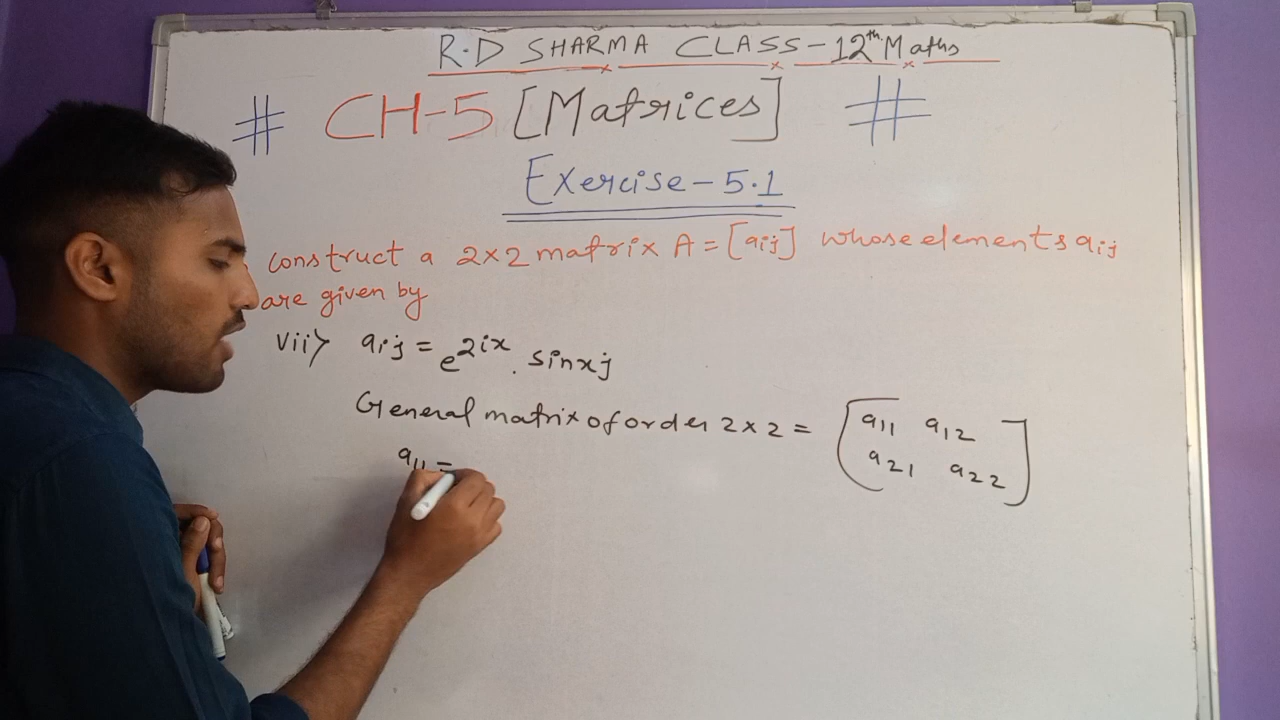 R.D SHARMA CLASS-12th Maths
# CH-5 [Matrices] #
Exercise-5.1
construct a 2×2 matrix A=[aij] whose elements aij
are given by
vii> aij = e^2ix . sinxj
General matrix of order 2×2 = [a11 a12
a21 a22]
a11 =